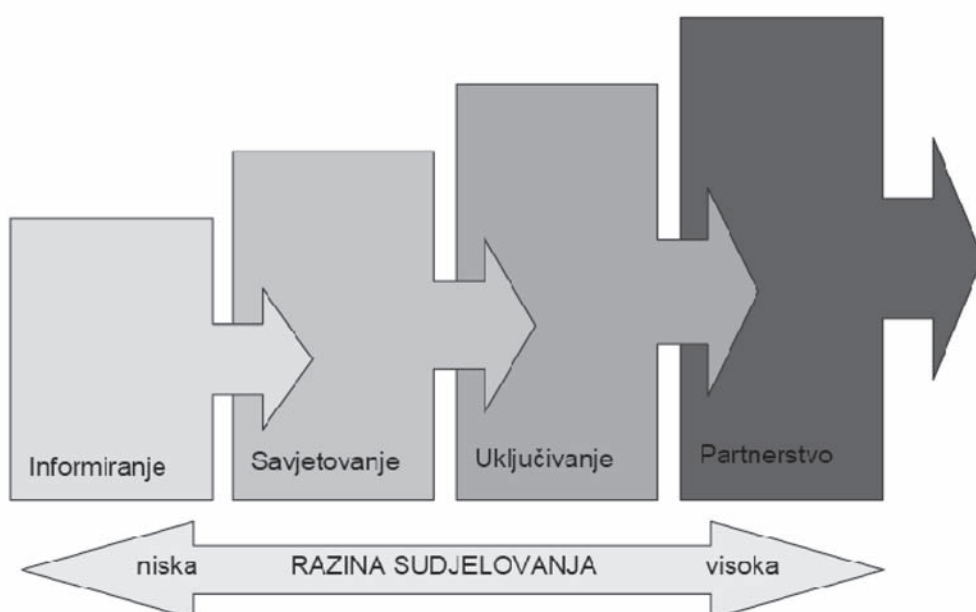 Informiranje
Savjetovanje
Uključivanje
Partnerstvo
niska RAZINA SUDJELOVANJA visoka